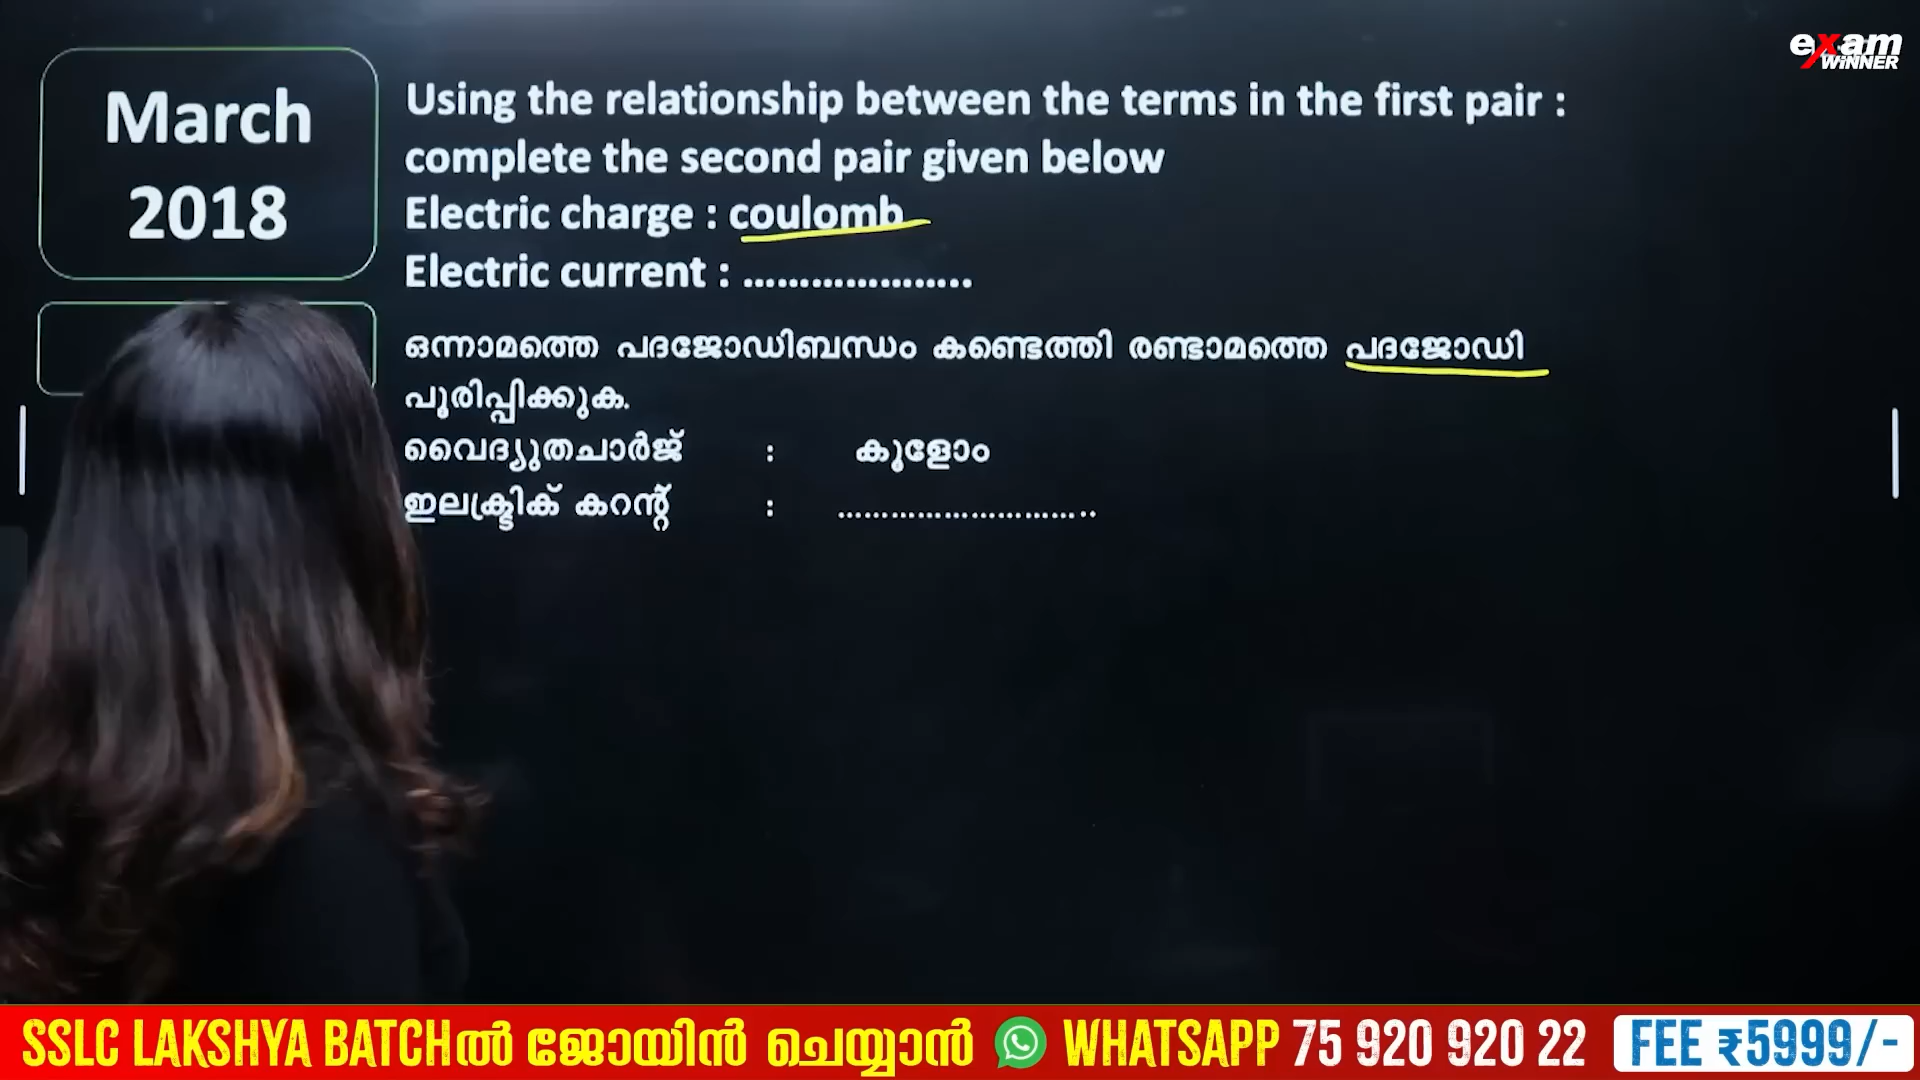 exam
WINNER
March
2018
Using the relationship between the terms in the first pair :
complete the second pair given below
Electric charge : coulomb
Electric current : ....................
ഒന്നാമത്തെ പദജോഡിബന്ധം കണ്ടെത്തി രണ്ടാമത്തെ പദജോഡി
പൂരിപ്പിക്കുക.
വൈദ്യുതചാർജ് : കൂളോം
ഇലക്ട്രിക് കറന്റ് : ............................
SSLC LAKSHYA BATCHൽ ജോയിൻ ചെയ്യാൻ WHATSAPP 75 920 920 22 FEE ₹5999/-